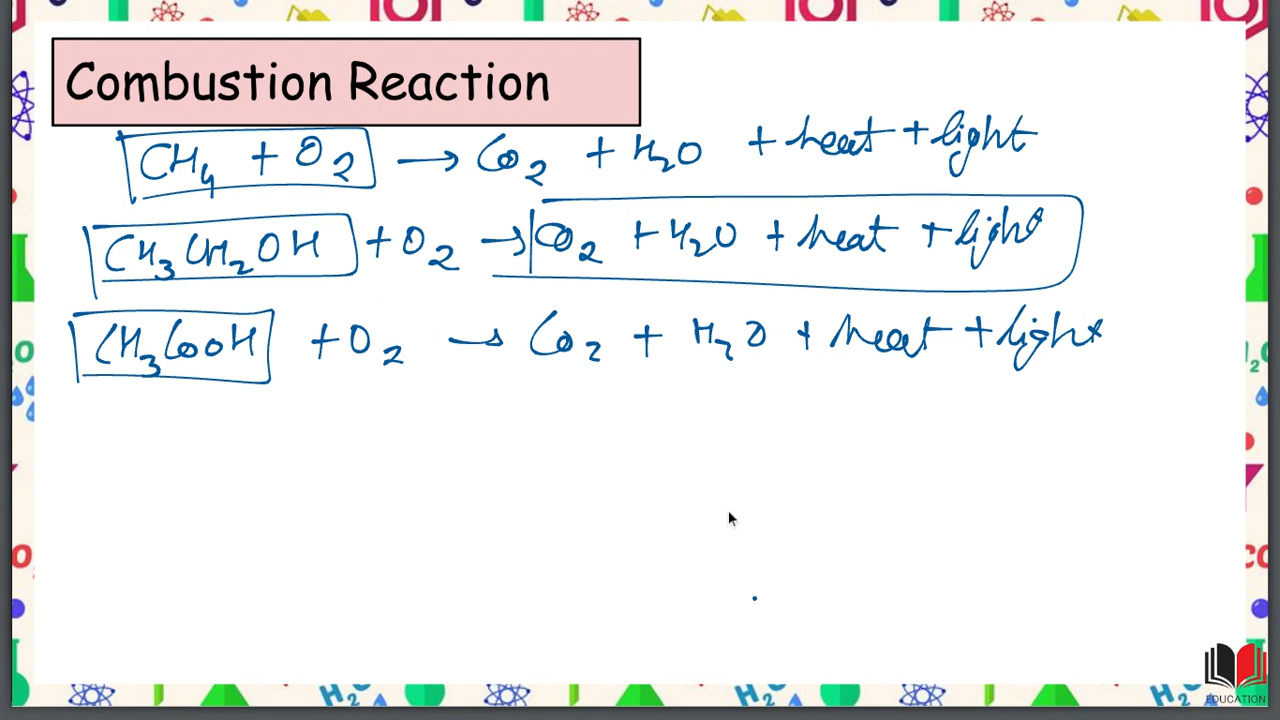 Combustion Reaction
CH₄ + O₂ → CO₂ + H₂O + heat + light
CH₃CH₂OH + O₂ → CO₂ + H₂O + heat + light
CH₃COOH + O₂ → CO₂ + H₂O + heat + light
EDUCATION